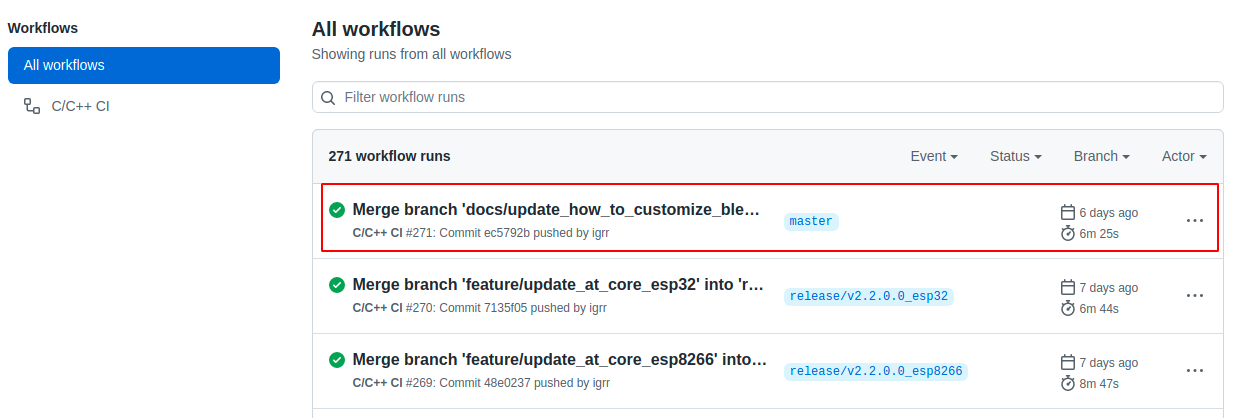 Workflows
All workflows
C/C++ CI
All workflows
Showing runs from all workflows
Filter workflow runs
271 workflow runs Event Status Branch Actor
Merge branch 'docs/update_how_to_customize_ble…
C/C++ CI #271: Commit ec5792b pushed by igrr
master
6 days ago
6m 25s
Merge branch 'feature/update_at_core_esp32' into 'r…
C/C++ CI #270: Commit 7135f05 pushed by igrr
release/v2.2.0.0_esp32
7 days ago
6m 44s
Merge branch 'feature/update_at_core_esp8266' into…
C/C++ CI #269: Commit 48e0237 pushed by igrr
release/v2.2.0.0_esp8266
7 days ago
8m 47s